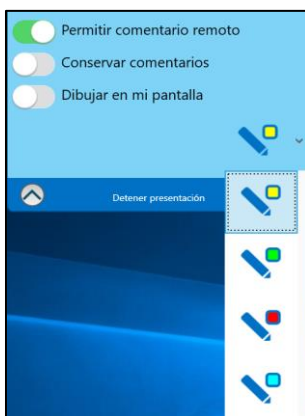 Permitir comentario remoto
Conservar comentarios
Dibujar en mi pantalla
Detener presentación